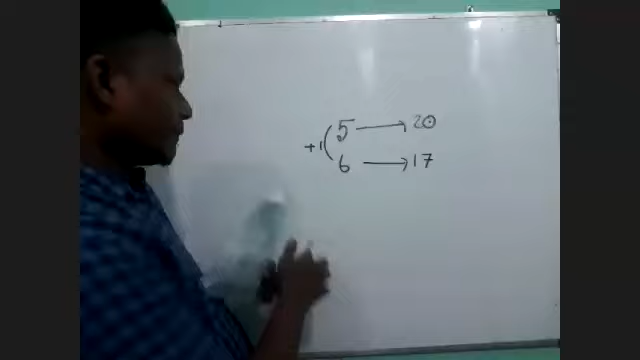 5 → 20
+1(
6 → 17